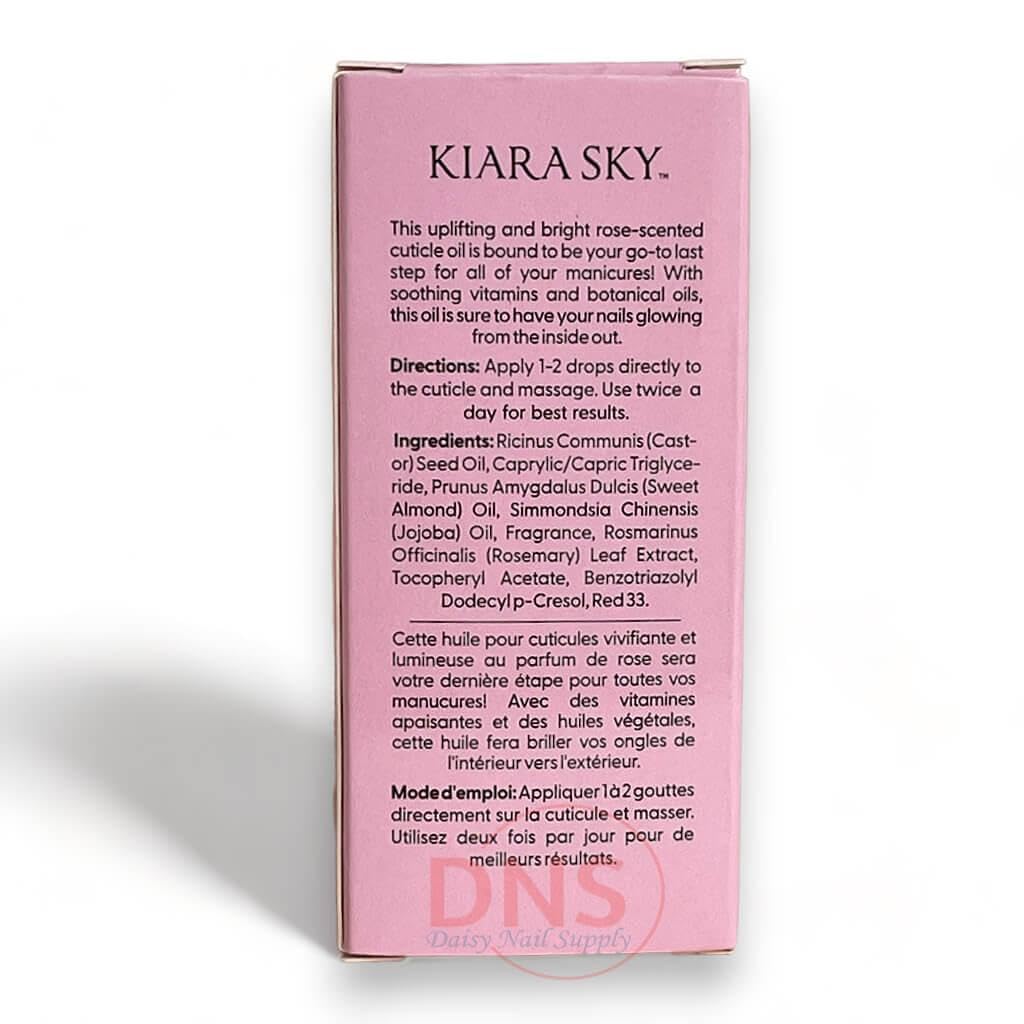 KIARA SKY™
This uplifting and bright rose-scented
cuticle oil is bound to be your go-to last
step for all of your manicures! With
soothing vitamins and botanical oils,
this oil is sure to have your nails glowing
from the inside out.
Directions: Apply 1-2 drops directly to
the cuticle and massage. Use twice a
day for best results.
Ingredients: Ricinus Communis (Cast-
or) Seed Oil, Caprylic/Capric Triglyce-
ride, Prunus Amygdalus Dulcis (Sweet
Almond) Oil, Simmondsia Chinensis
(Jojoba) Oil, Fragrance, Rosmarinus
Officinalis (Rosemary) Leaf Extract,
Tocopheryl Acetate, Benzotriazolyl
Dodecyl p-Cresol, Red 33.
Cette huile pour cuticules vivifiante et
lumineuse au parfum de rose sera
votre dernière étape pour toutes vos
manucures! Avec des vitamines
apaisantes et des huiles végétales,
cette huile fera briller vos ongles de
l'intérieur vers l'extérieur.
Mode d'emploi: Appliquer 1 à 2 gouttes
directement sur la cuticule et masser.
Utilisez deux fois par jour pour de
meilleurs résultats.
DNS
Daisy Nail Supply